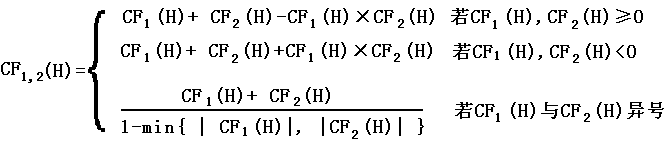 CF₁,₂(H)=
CF₁(H)+ CF₂(H)-CF₁(H)×CF₂(H) 若CF₁(H),CF₂(H)≥0
CF₁(H)+ CF₂(H)+CF₁(H)×CF₂(H) 若CF₁(H),CF₂(H)<0
CF₁(H)+ CF₂(H)
1-min{ | CF₁(H)|, |CF₂(H)| } 若CF₁(H)与CF₂(H)异号